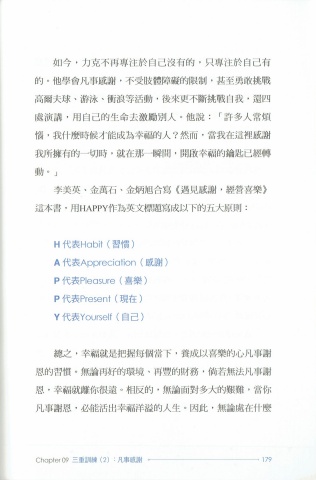 如今，力克不再專注於自己沒有的，只專注於自己有
的。他學會凡事感謝，不受肢體障礙的限制，甚至勇敢挑戰
高爾夫球、游泳、衝浪等活動，後來更不斷挑戰自我，還四
處演講，用自己的生命去激勵別人。他說：「許多人常煩
惱，我什麼時候才能成為幸福的人？然而，當我在這裡感謝
我所擁有的一切時，就在那一瞬間，開啟幸福的鑰匙已經轉
動。」
李美英、金萬石、金炳旭合寫《遇見感謝，經營喜樂》
這本書，用HAPPY作為英文標題寫成以下的五大原則：
H 代表Habit（習慣）
A 代表Appreciation（感謝）
P 代表Pleasure（喜樂）
P 代表Present（現在）
Y 代表Yourself（自己）
總之，幸福就是把握每個當下，養成以喜樂的心凡事謝
恩的習慣。無論再好的環境、再豐的財務，倘若無法凡事謝
恩，幸福就離你很遠。相反的，無論面對多大的艱難，當你
凡事謝恩，必能活出幸福洋溢的人生。因此，無論處在什麼
Chapter 09 三重訓練（2）：凡事感謝 179